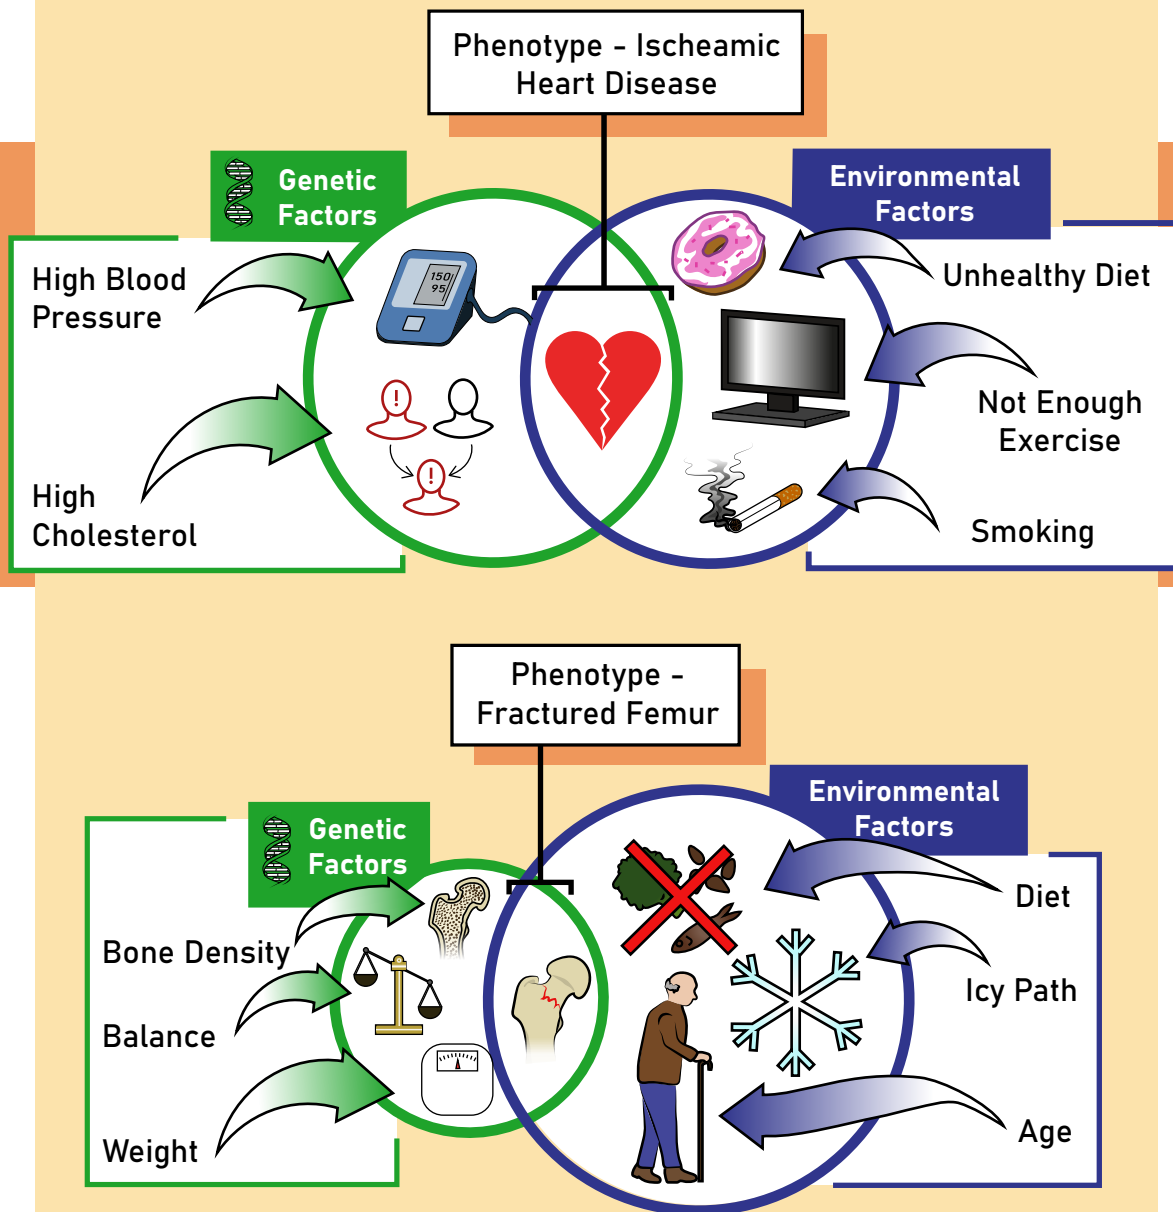 Phenotype - Ischeamic
Heart Disease
Genetic
Factors
Environmental
Factors
High Blood
Pressure
150
95
High
Cholesterol
!
!
Unhealthy Diet
Not Enough
Exercise
Smoking
Phenotype -
Fractured Femur
Genetic
Factors
Environmental
Factors
Bone Density
Balance
Weight
Diet
Icy Path
Age